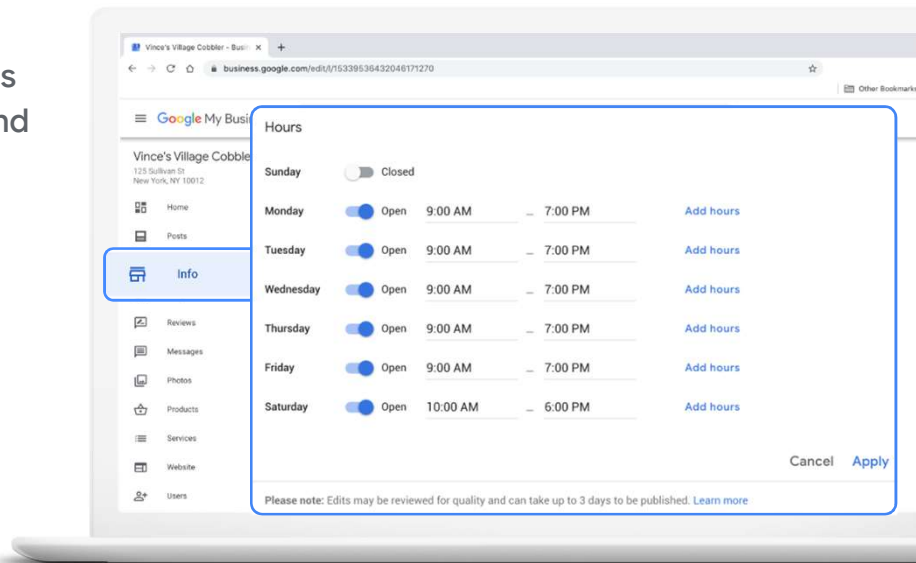 s
nd
Vince's Village Cobbler - Busin × +
business.google.com/edit/l/15339536432046171270
Other Bookmarks
Google My Busi
Vince's Village Cobble
125 Sullivan St
New York, NY 10012
Home
Posts
Info
Reviews
Messages
Photos
Products
Services
Website
Users
Hours
Sunday Closed
Monday Open 9:00 AM – 7:00 PM Add hours
Tuesday Open 9:00 AM – 7:00 PM Add hours
Wednesday Open 9:00 AM – 7:00 PM Add hours
Thursday Open 9:00 AM – 7:00 PM Add hours
Friday Open 9:00 AM – 7:00 PM Add hours
Saturday Open 10:00 AM – 6:00 PM Add hours
Cancel Apply
Please note: Edits may be reviewed for quality and can take up to 3 days to be published. Learn more